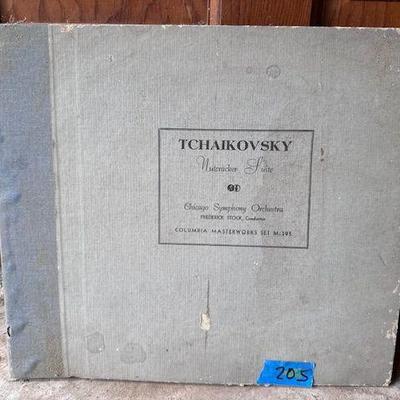 TCHAIKOVSKY
Nutcracker Suite
Chicago Symphony Orchestra
FREDERICK STOCK, Conductor
COLUMBIA MASTERWORKS SET M-395
205